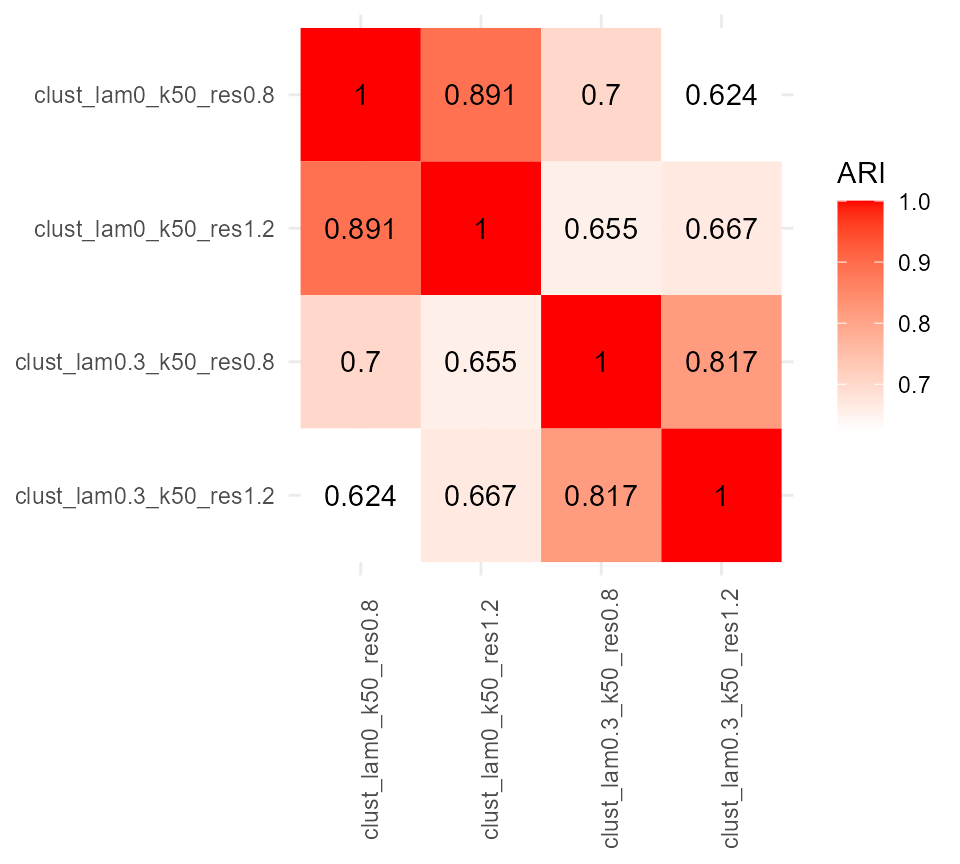 clust_lam0_k50_res0.8 1 0.891 0.7 0.624
clust_lam0_k50_res1.2 0.891 1 0.655 0.667
clust_lam0.3_k50_res0.8 0.7 0.655 1 0.817
clust_lam0.3_k50_res1.2 0.624 0.667 0.817 1
clust_lam0_k50_res0.8
clust_lam0_k50_res1.2
clust_lam0.3_k50_res0.8
clust_lam0.3_k50_res1.2
ARI
1.0
0.9
0.8
0.7